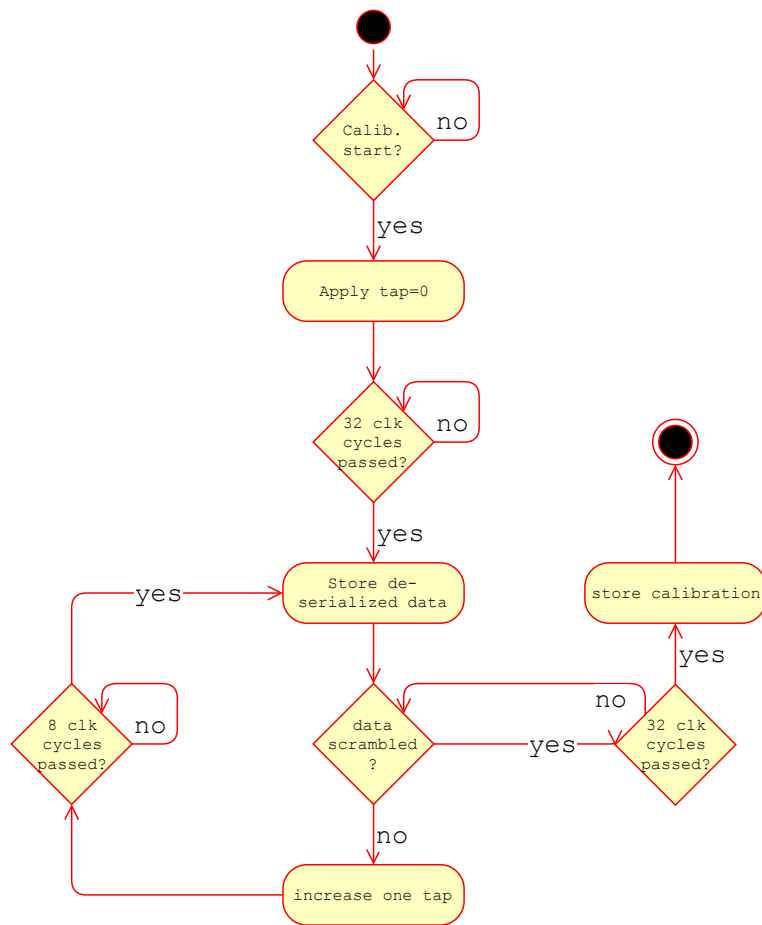 Calib.
start?
no
yes
Apply tap=0
32 clk
cycles
passed?
no
yes
Store de-
serialized data
yes
store calibration
yes
8 clk
cycles
passed?
no
data
scrambled
?
yes
no
32 clk
cycles
passed?
no
increase one tap